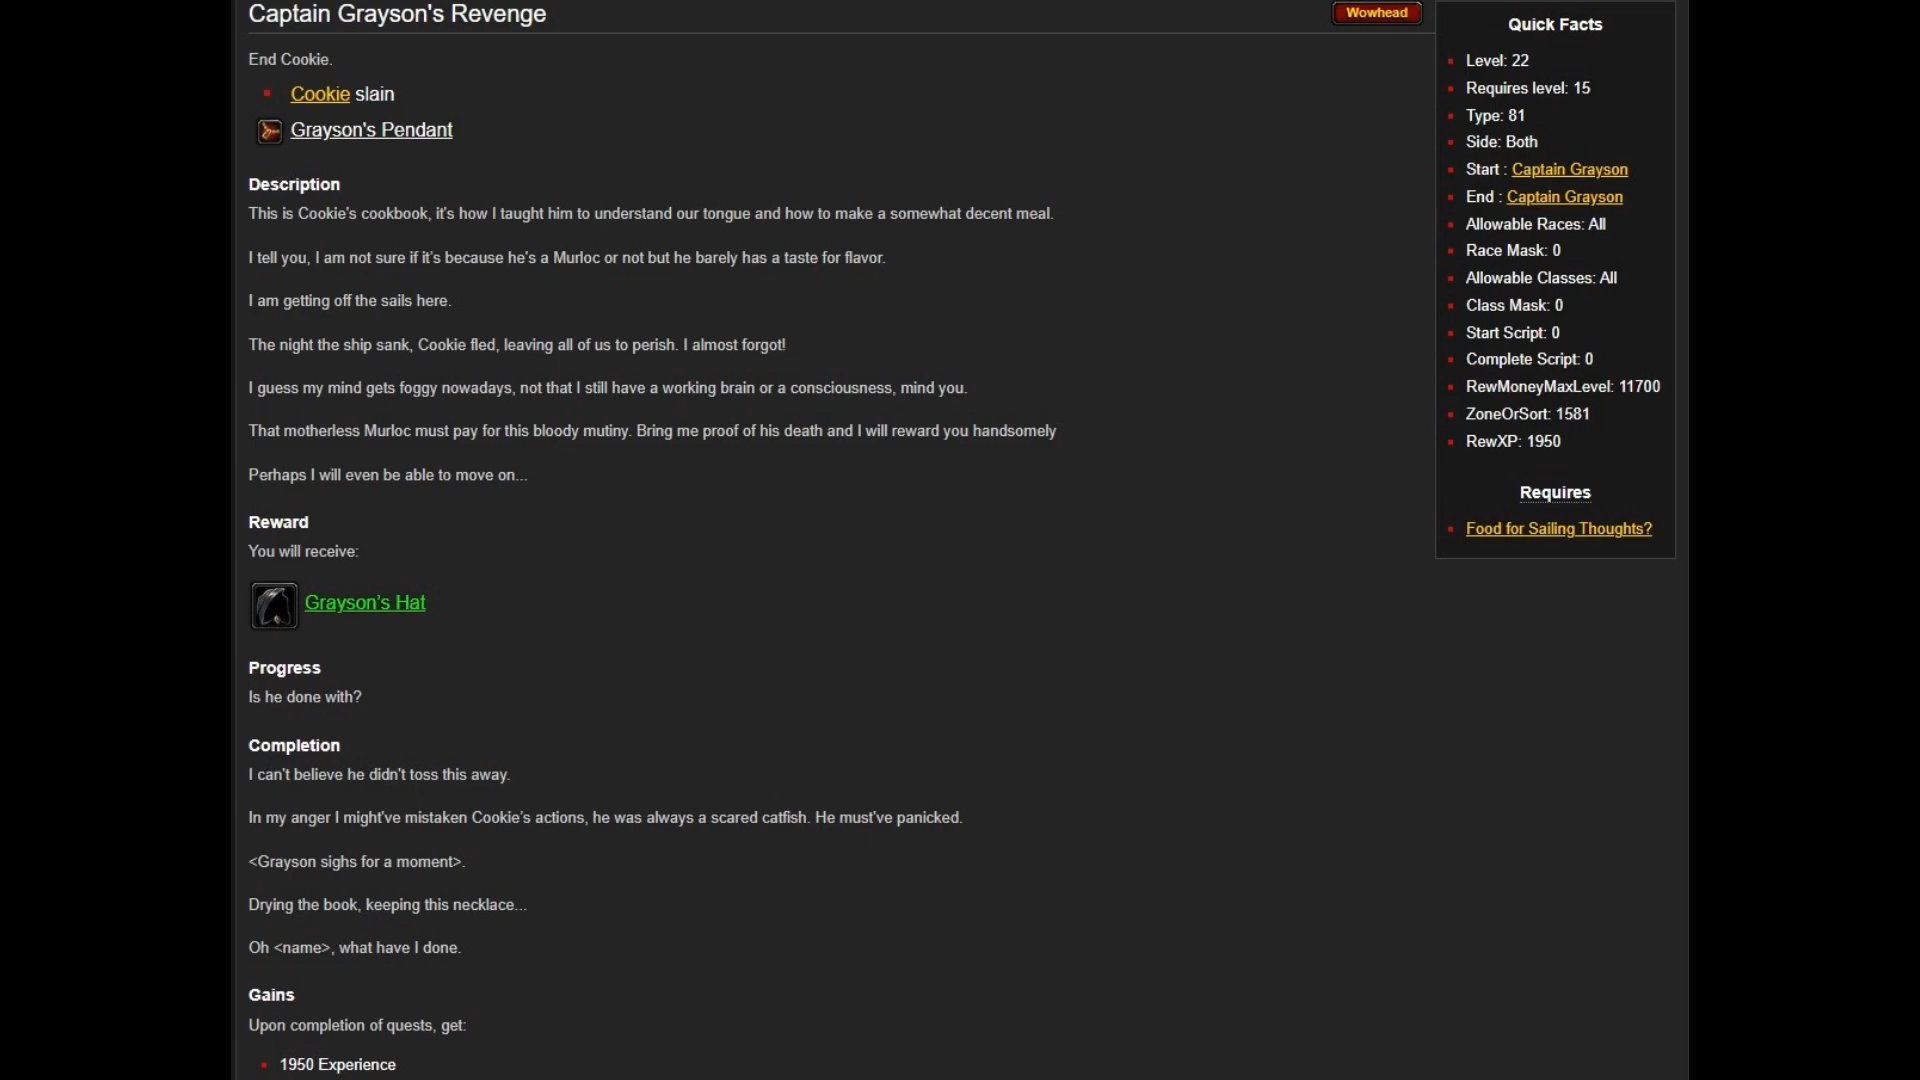 Captain Grayson's Revenge
Wowhead
End Cookie.
Cookie slain
Grayson's Pendant
Description
This is Cookie's cookbook, it's how I taught him to understand our tongue and how to make a somewhat decent meal.
I tell you, I am not sure if it's because he's a Murloc or not but he barely has a taste for flavor.
I am getting off the sails here.
The night the ship sank, Cookie fled, leaving all of us to perish. I almost forgot!
I guess my mind gets foggy nowadays, not that I still have a working brain or a consciousness, mind you.
That motherless Murloc must pay for this bloody mutiny. Bring me proof of his death and I will reward you handsomely
Perhaps I will even be able to move on...
Reward
You will receive:
Grayson's Hat
Progress
Is he done with?
Completion
I can't believe he didn't toss this away.
In my anger I might've mistaken Cookie's actions, he was always a scared catfish. He must've panicked.
<Grayson sighs for a moment>.
Drying the book, keeping this necklace...
Oh <name>, what have I done.
Gains
Upon completion of quests, get:
1950 Experience
Quick Facts
Level: 22
Requires level: 15
Type: 81
Side: Both
Start : Captain Grayson
End : Captain Grayson
Allowable Races: All
Race Mask: 0
Allowable Classes: All
Class Mask: 0
Start Script: 0
Complete Script: 0
RewMoneyMaxLevel: 11700
ZoneOrSort: 1581
RewXP: 1950
Requires
Food for Sailing Thoughts?